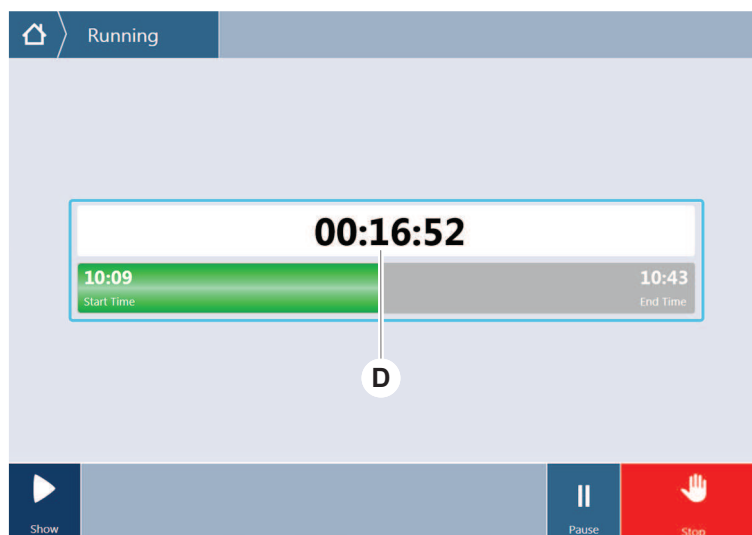 Running
00:16:52
10:09
10:43
Start Time
End Time
D
Show
Pause
Stop